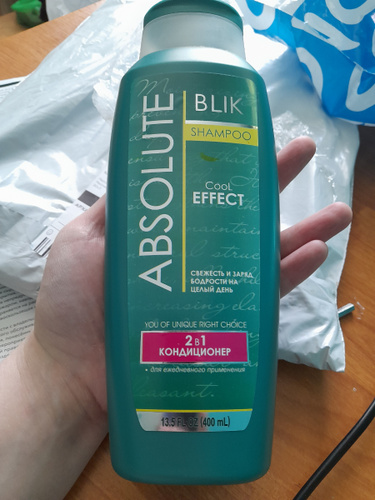 ABSOLUTE
BLIK
SHAMPOO
COOL
EFFECT
СВЕЖЕСТЬ И ЗАРЯД
БОДРОСТИ НА
ЦЕЛЫЙ ДЕНЬ
YOU OF UNIQUE RIGHT CHOICE
2 в 1
КОНДИЦИОНЕР
• для ежедневного применения
13.5 FL OZ (400 mL)